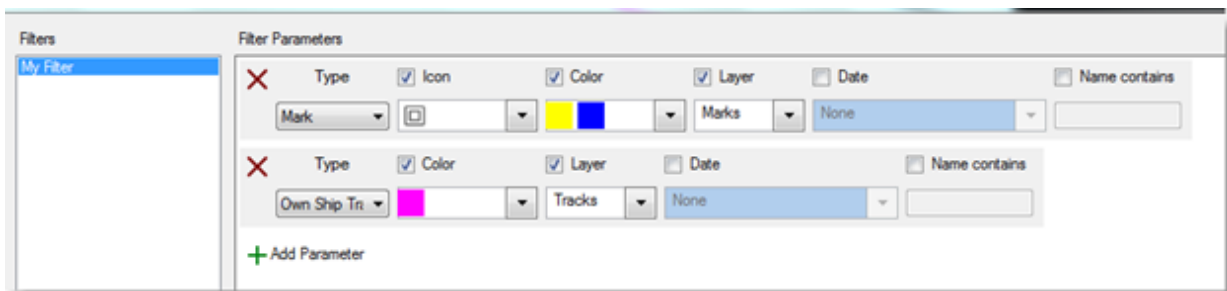 Filters Filter Parameters
My Filter
Type Icon Color Layer Date Name contains
Mark Marks None
Type Color Layer Date Name contains
Own Ship Tra Tracks None
Add Parameter